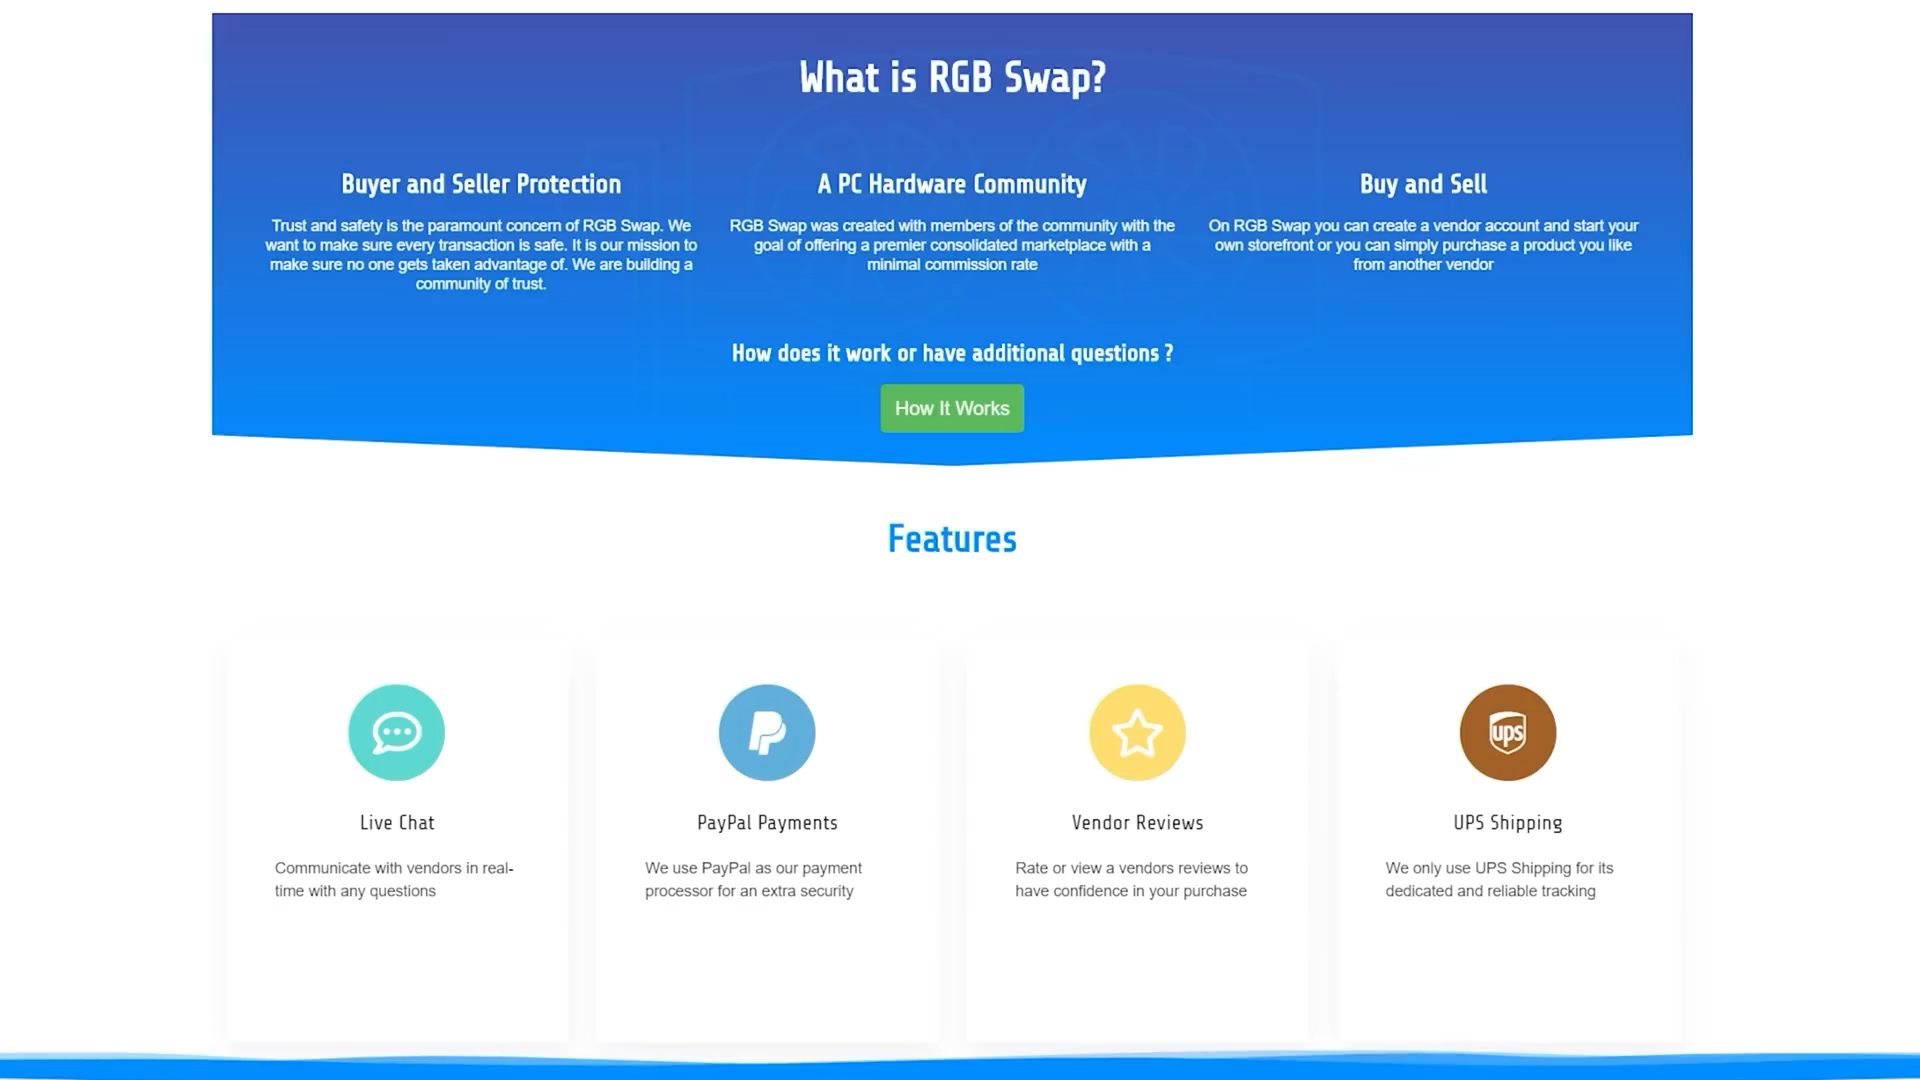 What is RGB Swap?
Buyer and Seller Protection
Trust and safety is the paramount concern of RGB Swap. We
want to make sure every transaction is safe. It is our mission to
make sure no one gets taken advantage of. We are building a
community of trust.
A PC Hardware Community
RGB Swap was created with members of the community with the
goal of offering a premier consolidated marketplace with a
minimal commission rate
Buy and Sell
On RGB Swap you can create a vendor account and start your
own storefront or you can simply purchase a product you like
from another vendor
How does it work or have additional questions ?
How It Works
Features
Live Chat
Communicate with vendors in real-
time with any questions
PayPal Payments
We use PayPal as our payment
processor for an extra security
Vendor Reviews
Rate or view a vendors reviews to
have confidence in your purchase
ups
UPS Shipping
We only use UPS Shipping for its
dedicated and reliable tracking